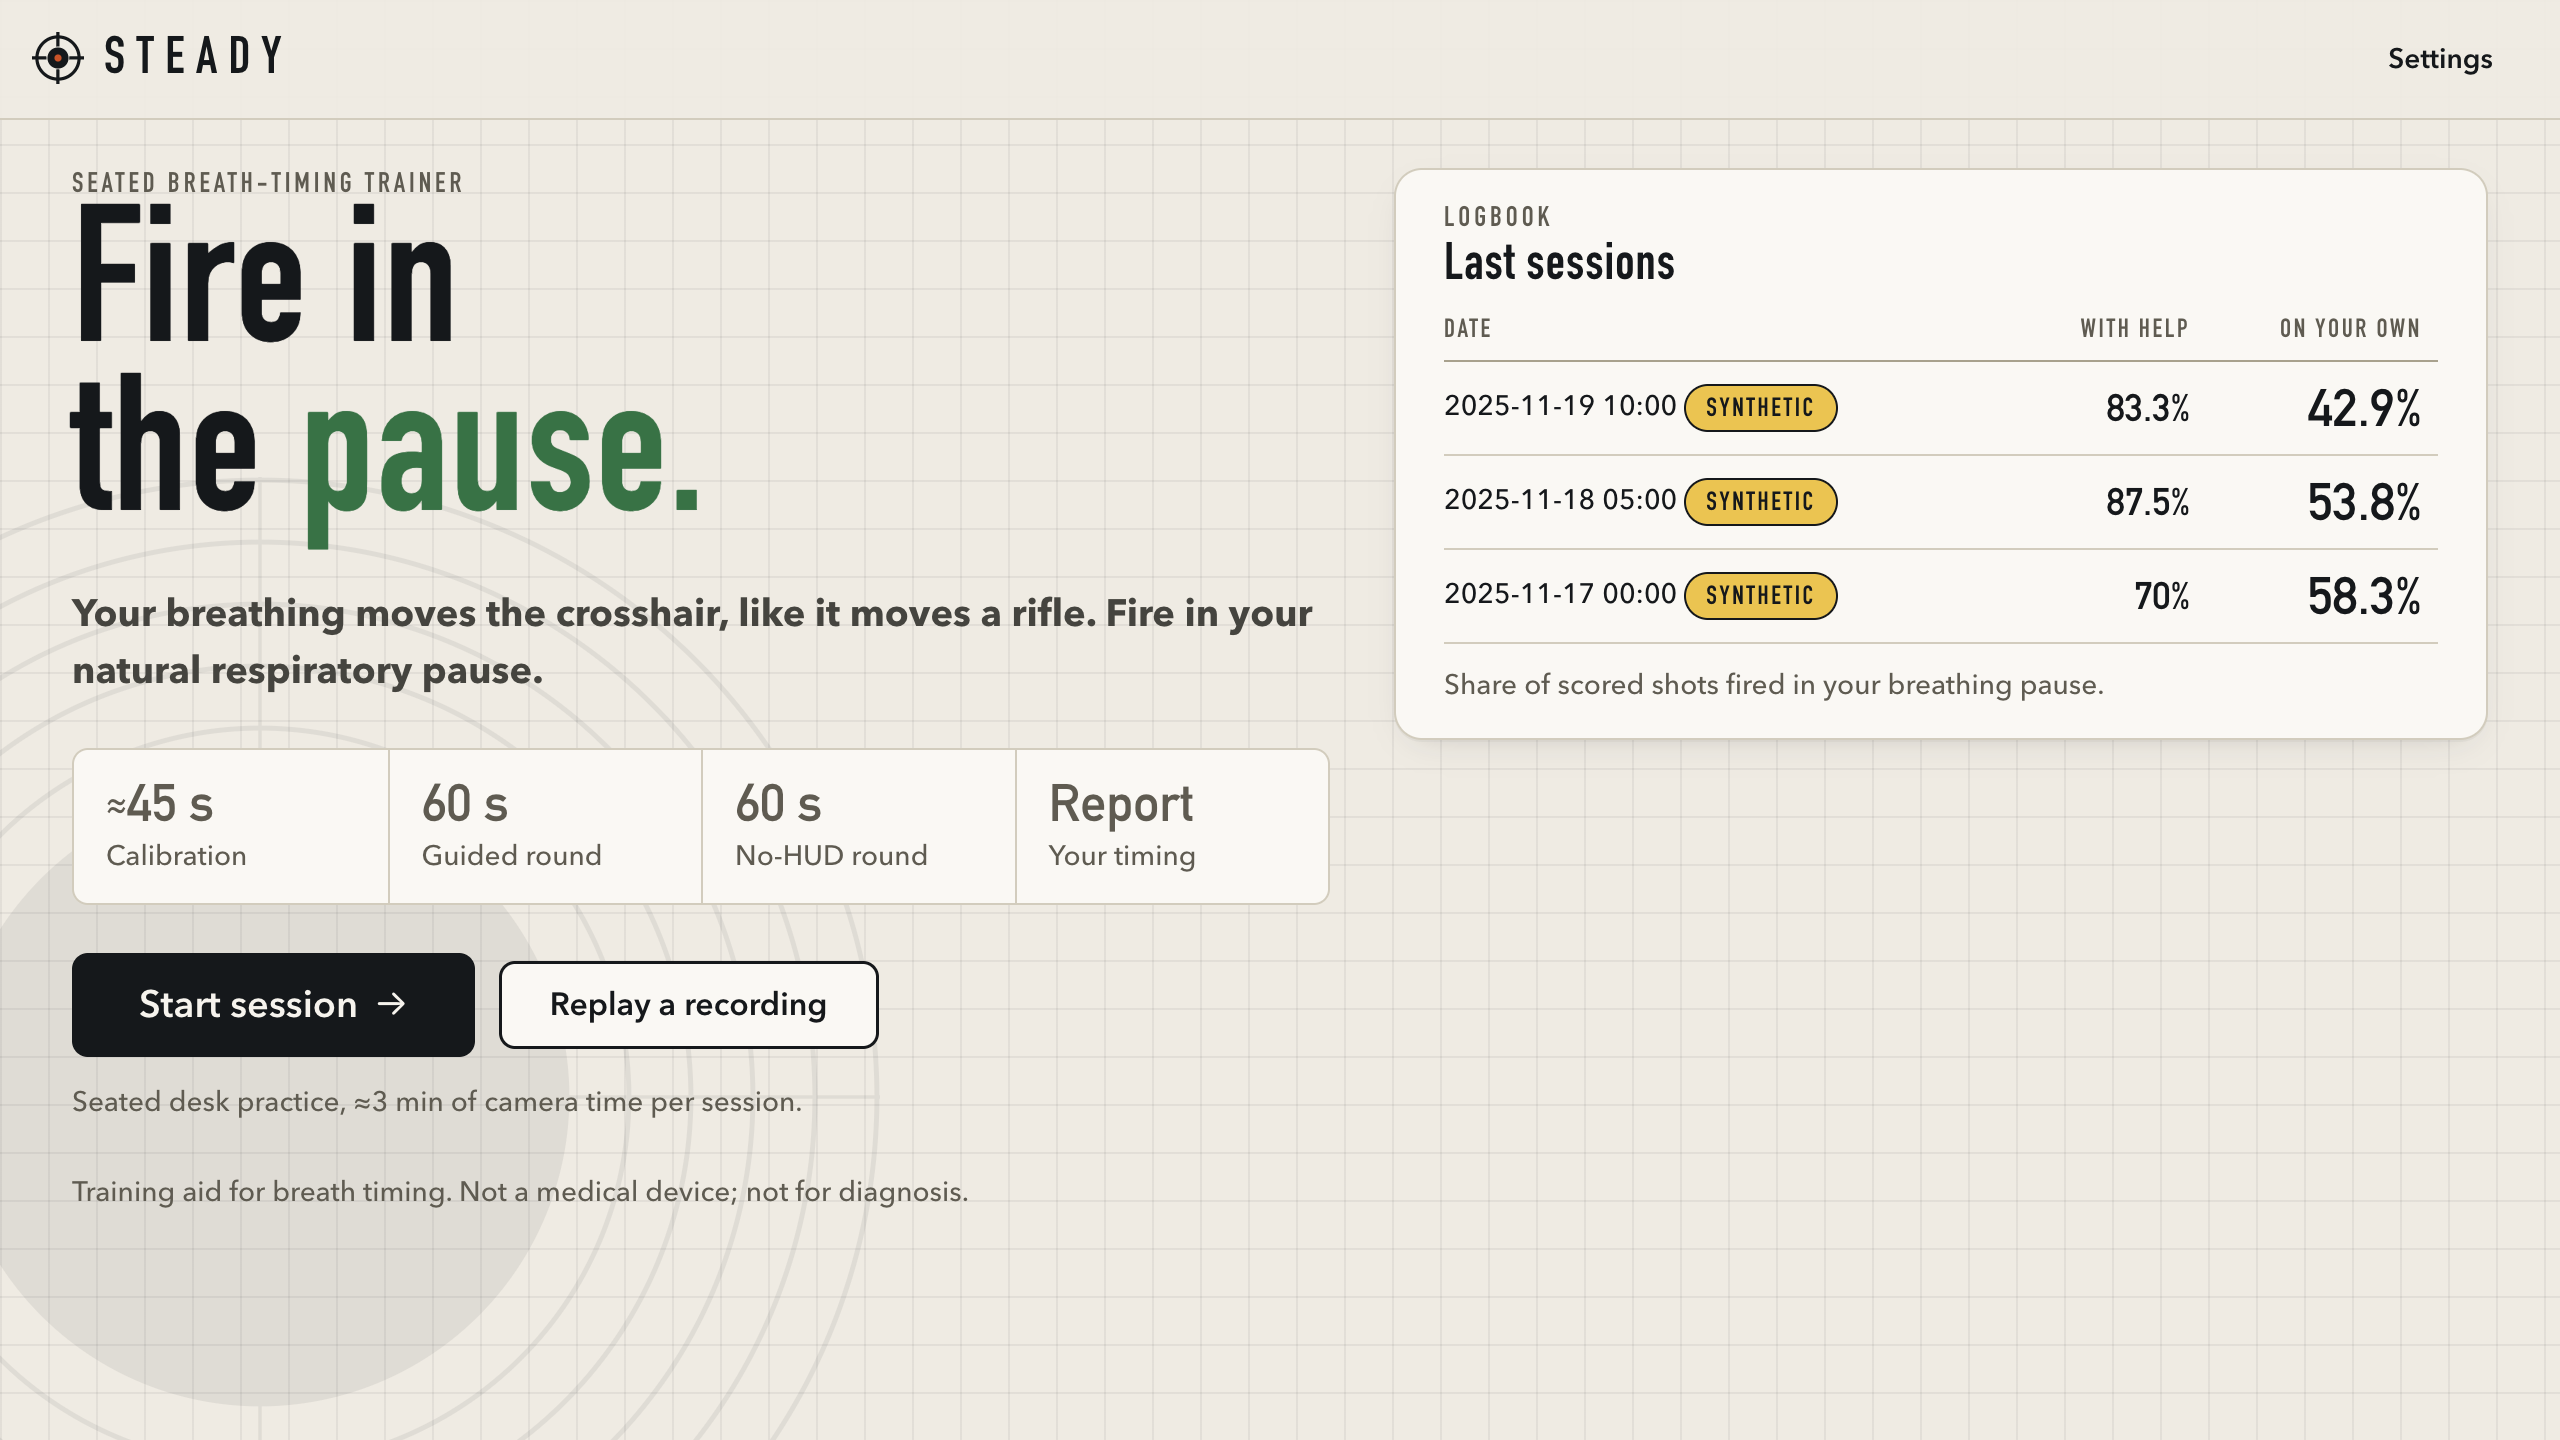 STEADY
Settings
SEATED BREATH-TIMING TRAINER
Fire in
the pause.
Your breathing moves the crosshair, like it moves a rifle. Fire in your
natural respiratory pause.
≈45 s
Calibration
60 s
Guided round
60 s
No-HUD round
Report
Your timing
Start session →
Replay a recording
Seated desk practice, ≈3 min of camera time per session.
Training aid for breath timing. Not a medical device; not for diagnosis.
LOGBOOK
Last sessions
DATE WITH HELP ON YOUR OWN
2025-11-19 10:00 SYNTHETIC 83.3% 42.9%
2025-11-18 05:00 SYNTHETIC 87.5% 53.8%
2025-11-17 00:00 SYNTHETIC 70% 58.3%
Share of scored shots fired in your breathing pause.